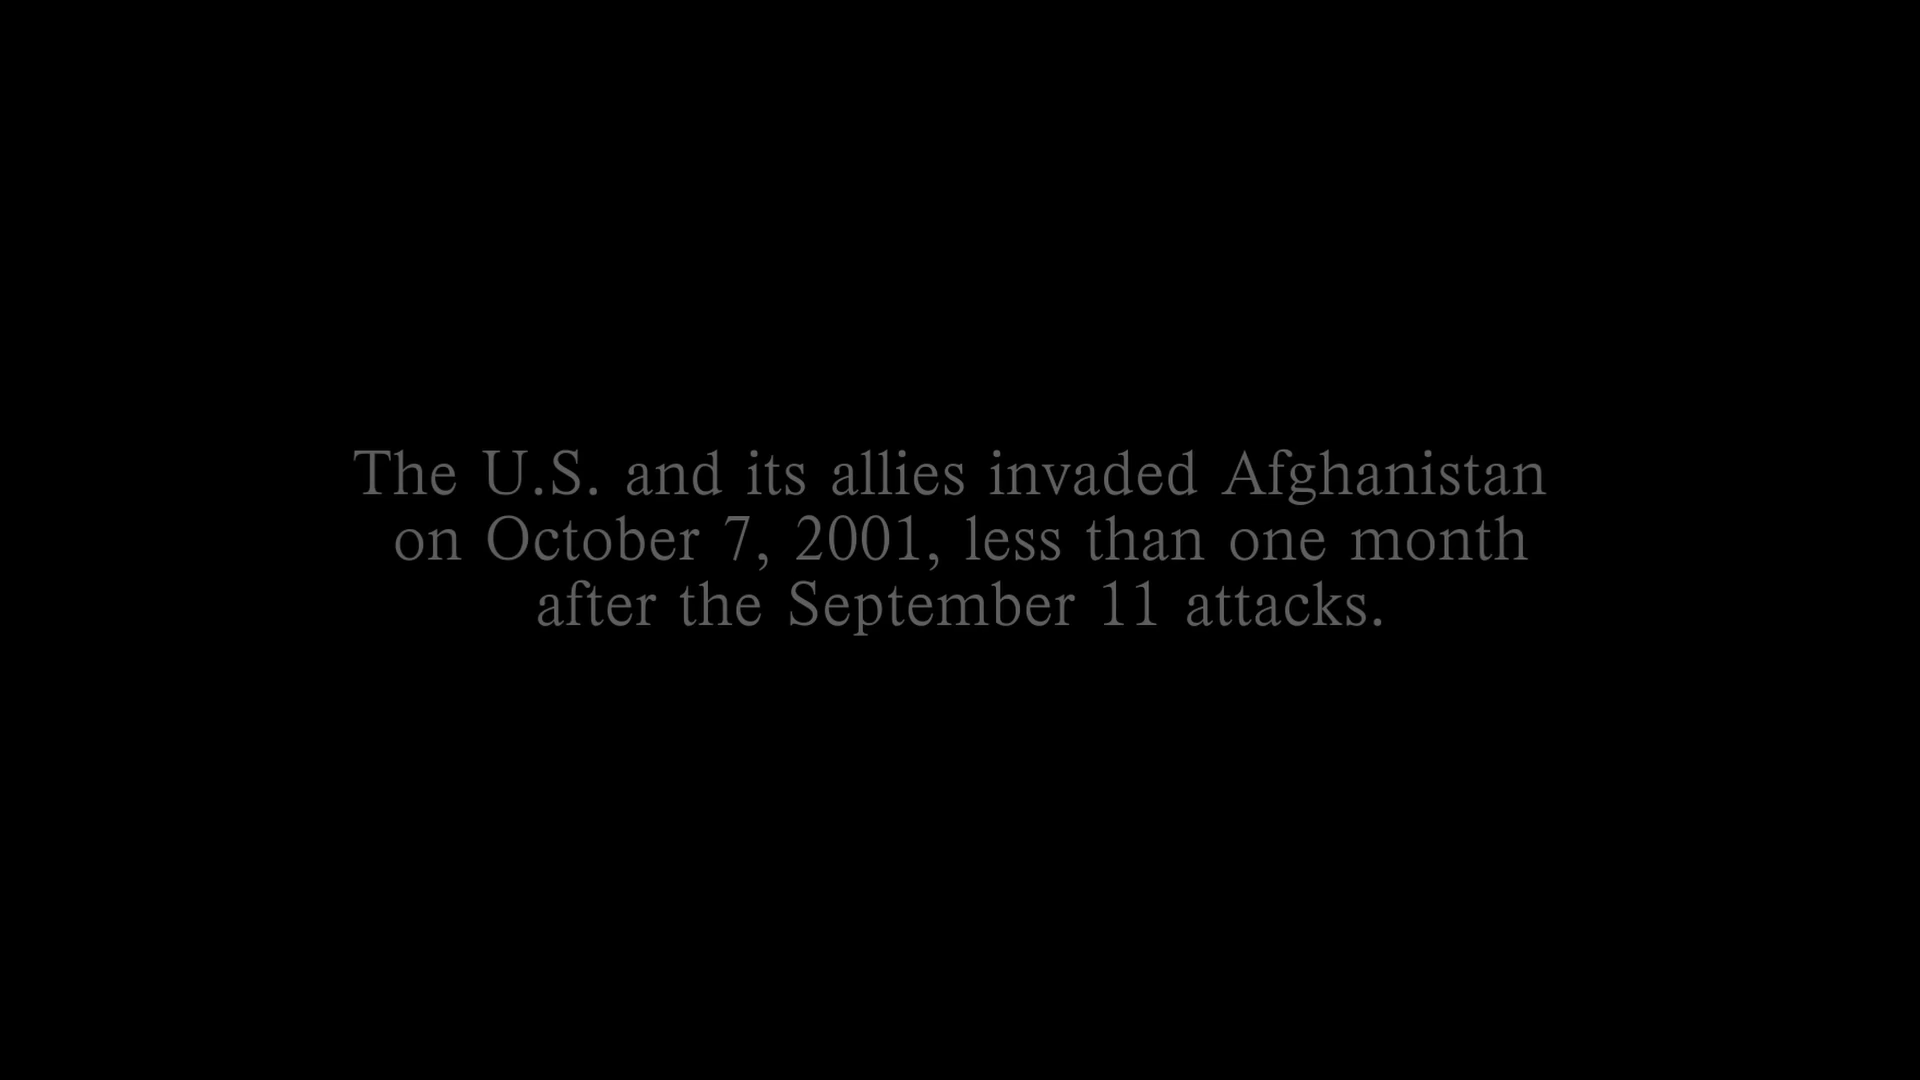 The U.S. and its allies invaded Afghanistan
on October 7, 2001, less than one month
after the September 11 attacks.